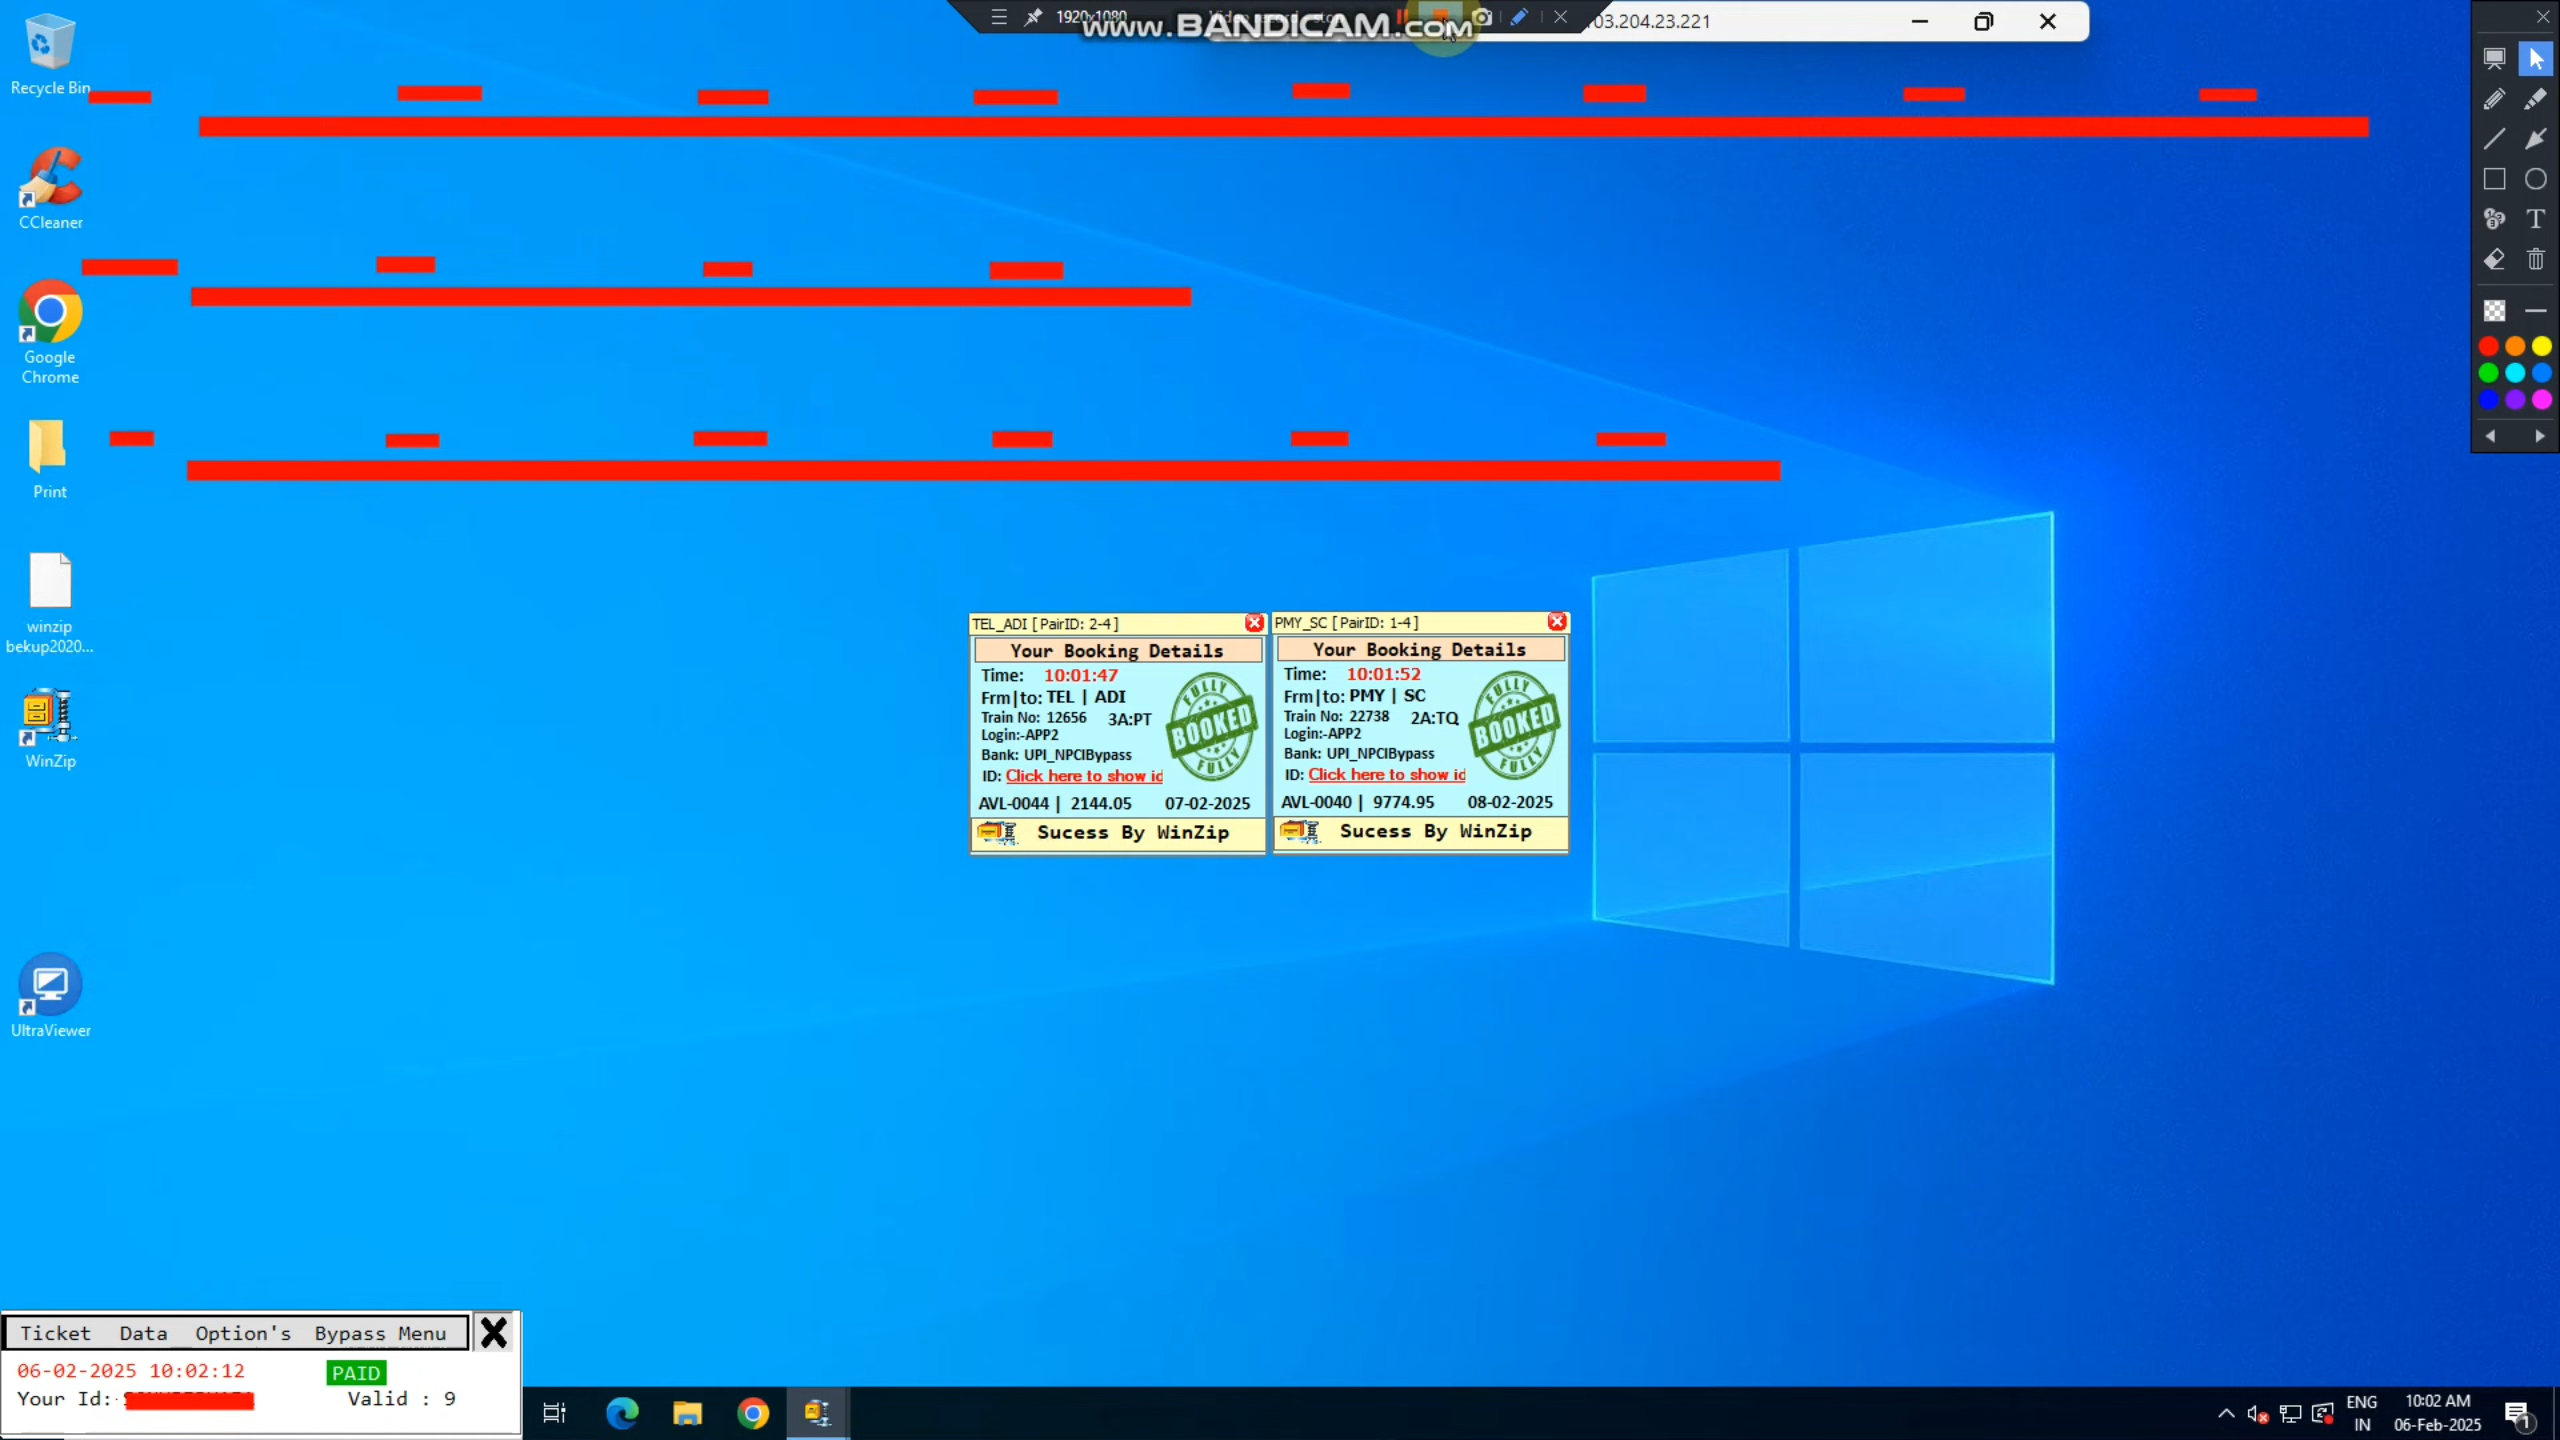 1920x1080
www.BANDICAM.com
03.204.23.221
Recycle Bin
CCleaner
Google
Chrome
Print
winzip
bekup2020...
WinZip
UltraViewer
TEL_ADI [ PairID: 2-4 ]
Your Booking Details
Time: 10:01:47
Frm|to: TEL | ADI
Train No: 12656 3A:PT
Login:-APP2
Bank: UPI_NPCIBypass
ID: Click here to show id
AVL-0044 | 2144.05 07-02-2025
Sucess By WinZip
FULLY
BOOKED
FULLY
PMY_SC [ PairID: 1-4 ]
Your Booking Details
Time: 10:01:52
Frm|to: PMY | SC
Train No: 22738 2A:TQ
Login:-APP2
Bank: UPI_NPCIBypass
ID: Click here to show id
AVL-0040 | 9774.95 08-02-2025
Sucess By WinZip
FULLY
BOOKED
FULLY
Ticket Data Option's Bypass Menu
06-02-2025 10:02:12 PAID
Your Id: Valid : 9
ENG
IN
10:02 AM
06-Feb-2025
1